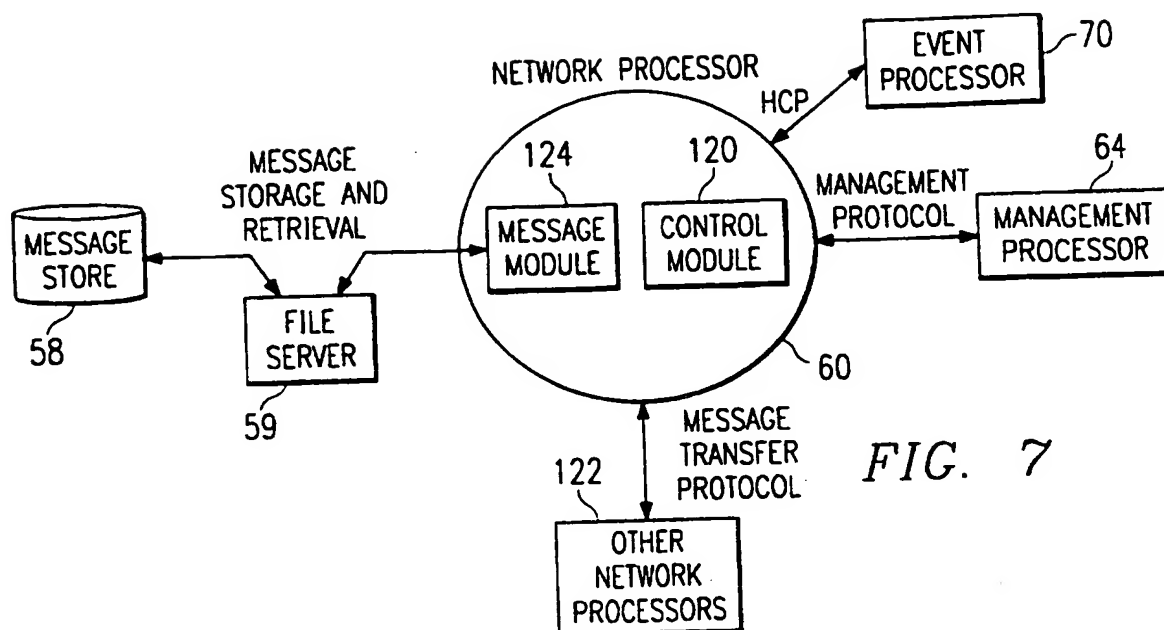 NETWORK PROCESSOR
HCP
EVENT
PROCESSOR
70
MESSAGE
STORAGE AND
RETRIEVAL
124
120
MESSAGE
MODULE
CONTROL
MODULE
MANAGEMENT
PROTOCOL
64
MANAGEMENT
PROCESSOR
MESSAGE
STORE
58
FILE
SERVER
59
60
MESSAGE
TRANSFER
PROTOCOL
122
OTHER
NETWORK
PROCESSORS
FIG. 7